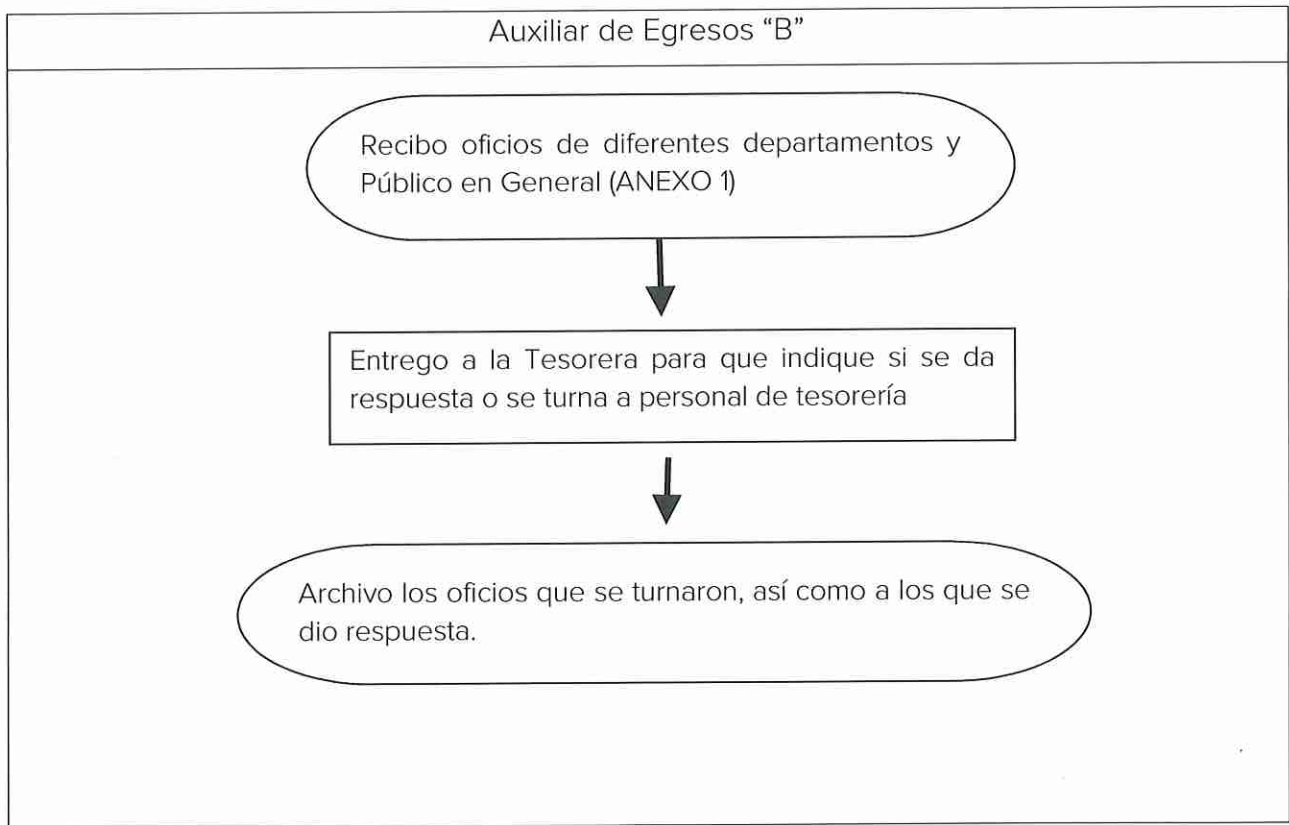 Auxiliar de Egresos “B”
Recibo oficios de diferentes departamentos y
Público en General (ANEXO 1)
Entrego a la Tesorera para que indique si se da
respuesta o se turna a personal de tesorería
Archivo los oficios que se turnaron, así como a los que se
dio respuesta.